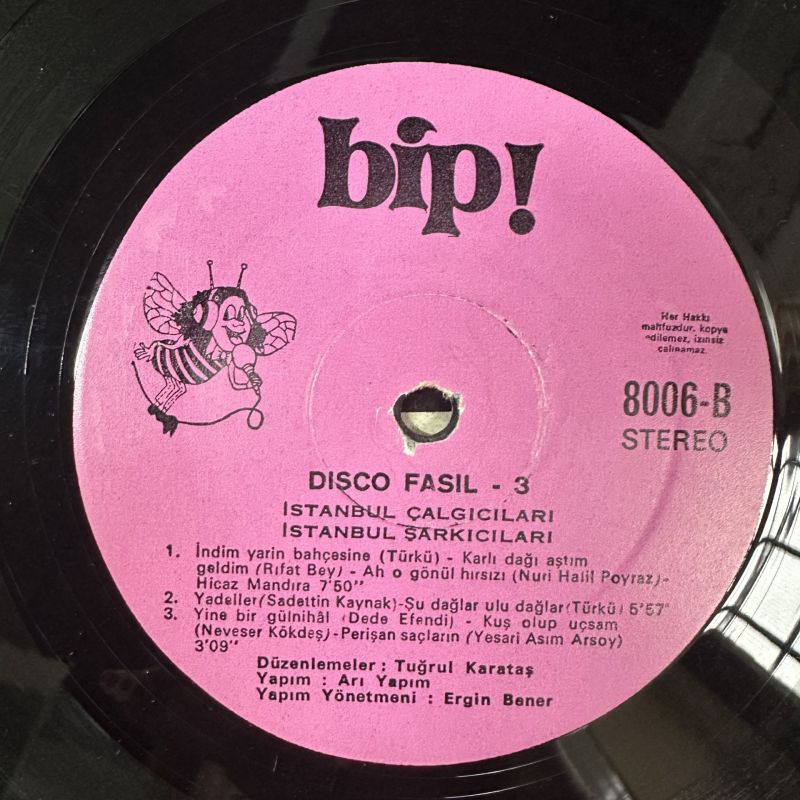 bip!
Her Hakkı
mahfuzdur. kopya
edilemez, izinsiz
çalınamaz.
8006-B
STEREO
DISCO FASIL - 3
İSTANBUL ÇALGICILARI
İSTANBUL ŞARKICILARI
1. İndim yarin bahçesine (Türkü) - Karlı dağı aştım
geldim (Rıfat Bey) - Ah o gönül hırsızı (Nuri Halil Poyraz)-
Hicaz Mandıra 7'50"
2. Yadeller (Sadettin Kaynak)-Şu dağlar ulu dağlar (Türkü) 5'57"
3. Yine bir gülnihâl (Dede Efendi) - Kuş olup uçsam
(Neveser Kökdeş)-Perişan saçların (Yesari Asım Arsoy)
3'09"
Düzenlemeler : Tuğrul Karataş
Yapım : Arı Yapım
Yapım Yönetmeni : Ergin Bener